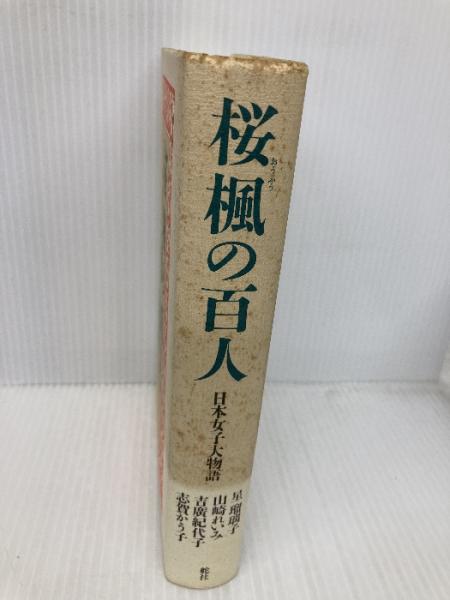 桜楓の百人
おうふう
日本女子大物語
星瑠璃子
山崎れいみ
吉廣紀代子
志賀かう子
舵社